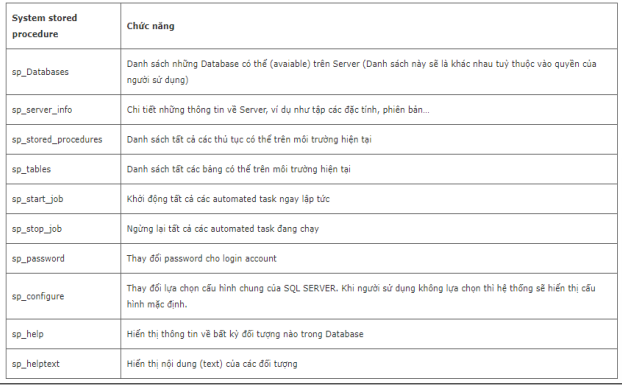 System stored
procedure
Chức năng
sp_Databases
Danh sách những Database có thể (avaiable) trên Server (Danh sách này sẽ là khác nhau tuỳ thuộc vào quyền của
người sử dụng)
sp_server_info
Chi tiết những thông tin về Server, ví dụ như tập các đặc tính, phiên bản...
sp_stored_procedures
Danh sách tất cả các thủ tục có thể trên môi trường hiện tại
sp_tables
Danh sách tất các bảng có thể trên môi trường hiện tại
sp_start_job
Khởi động tất cả các automated task ngay lập tức
sp_stop_job
Ngừng lại tất cả các automated task đang chạy
sp_password
Thay đổi password cho login account
sp_configure
Thay đổi lựa chọn cấu hình chung của SQL SERVER. Khi người sử dụng không lựa chọn thì hệ thống sẽ hiển thị cấu
hình mặc định.
sp_help
Hiển thị thông tin về bất kỳ đối tượng nào trong Database
sp_helptext
Hiển thị nội dung (text) của các đối tượng